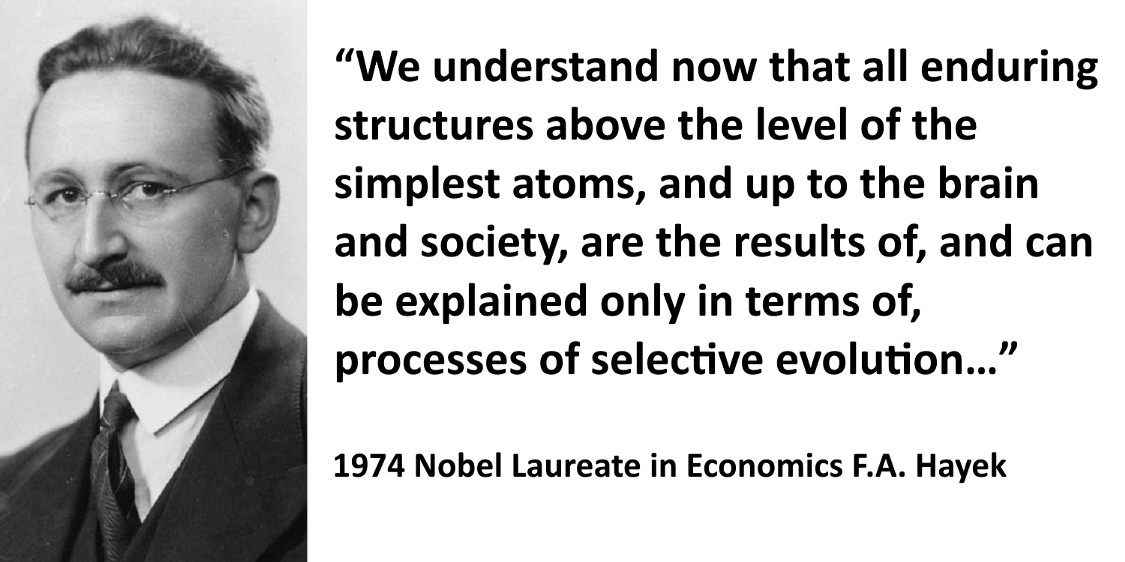 “We understand now that all enduring
structures above the level of the
simplest atoms, and up to the brain
and society, are the results of, and can
be explained only in terms of,
processes of selective evolution…”
1974 Nobel Laureate in Economics F.A. Hayek